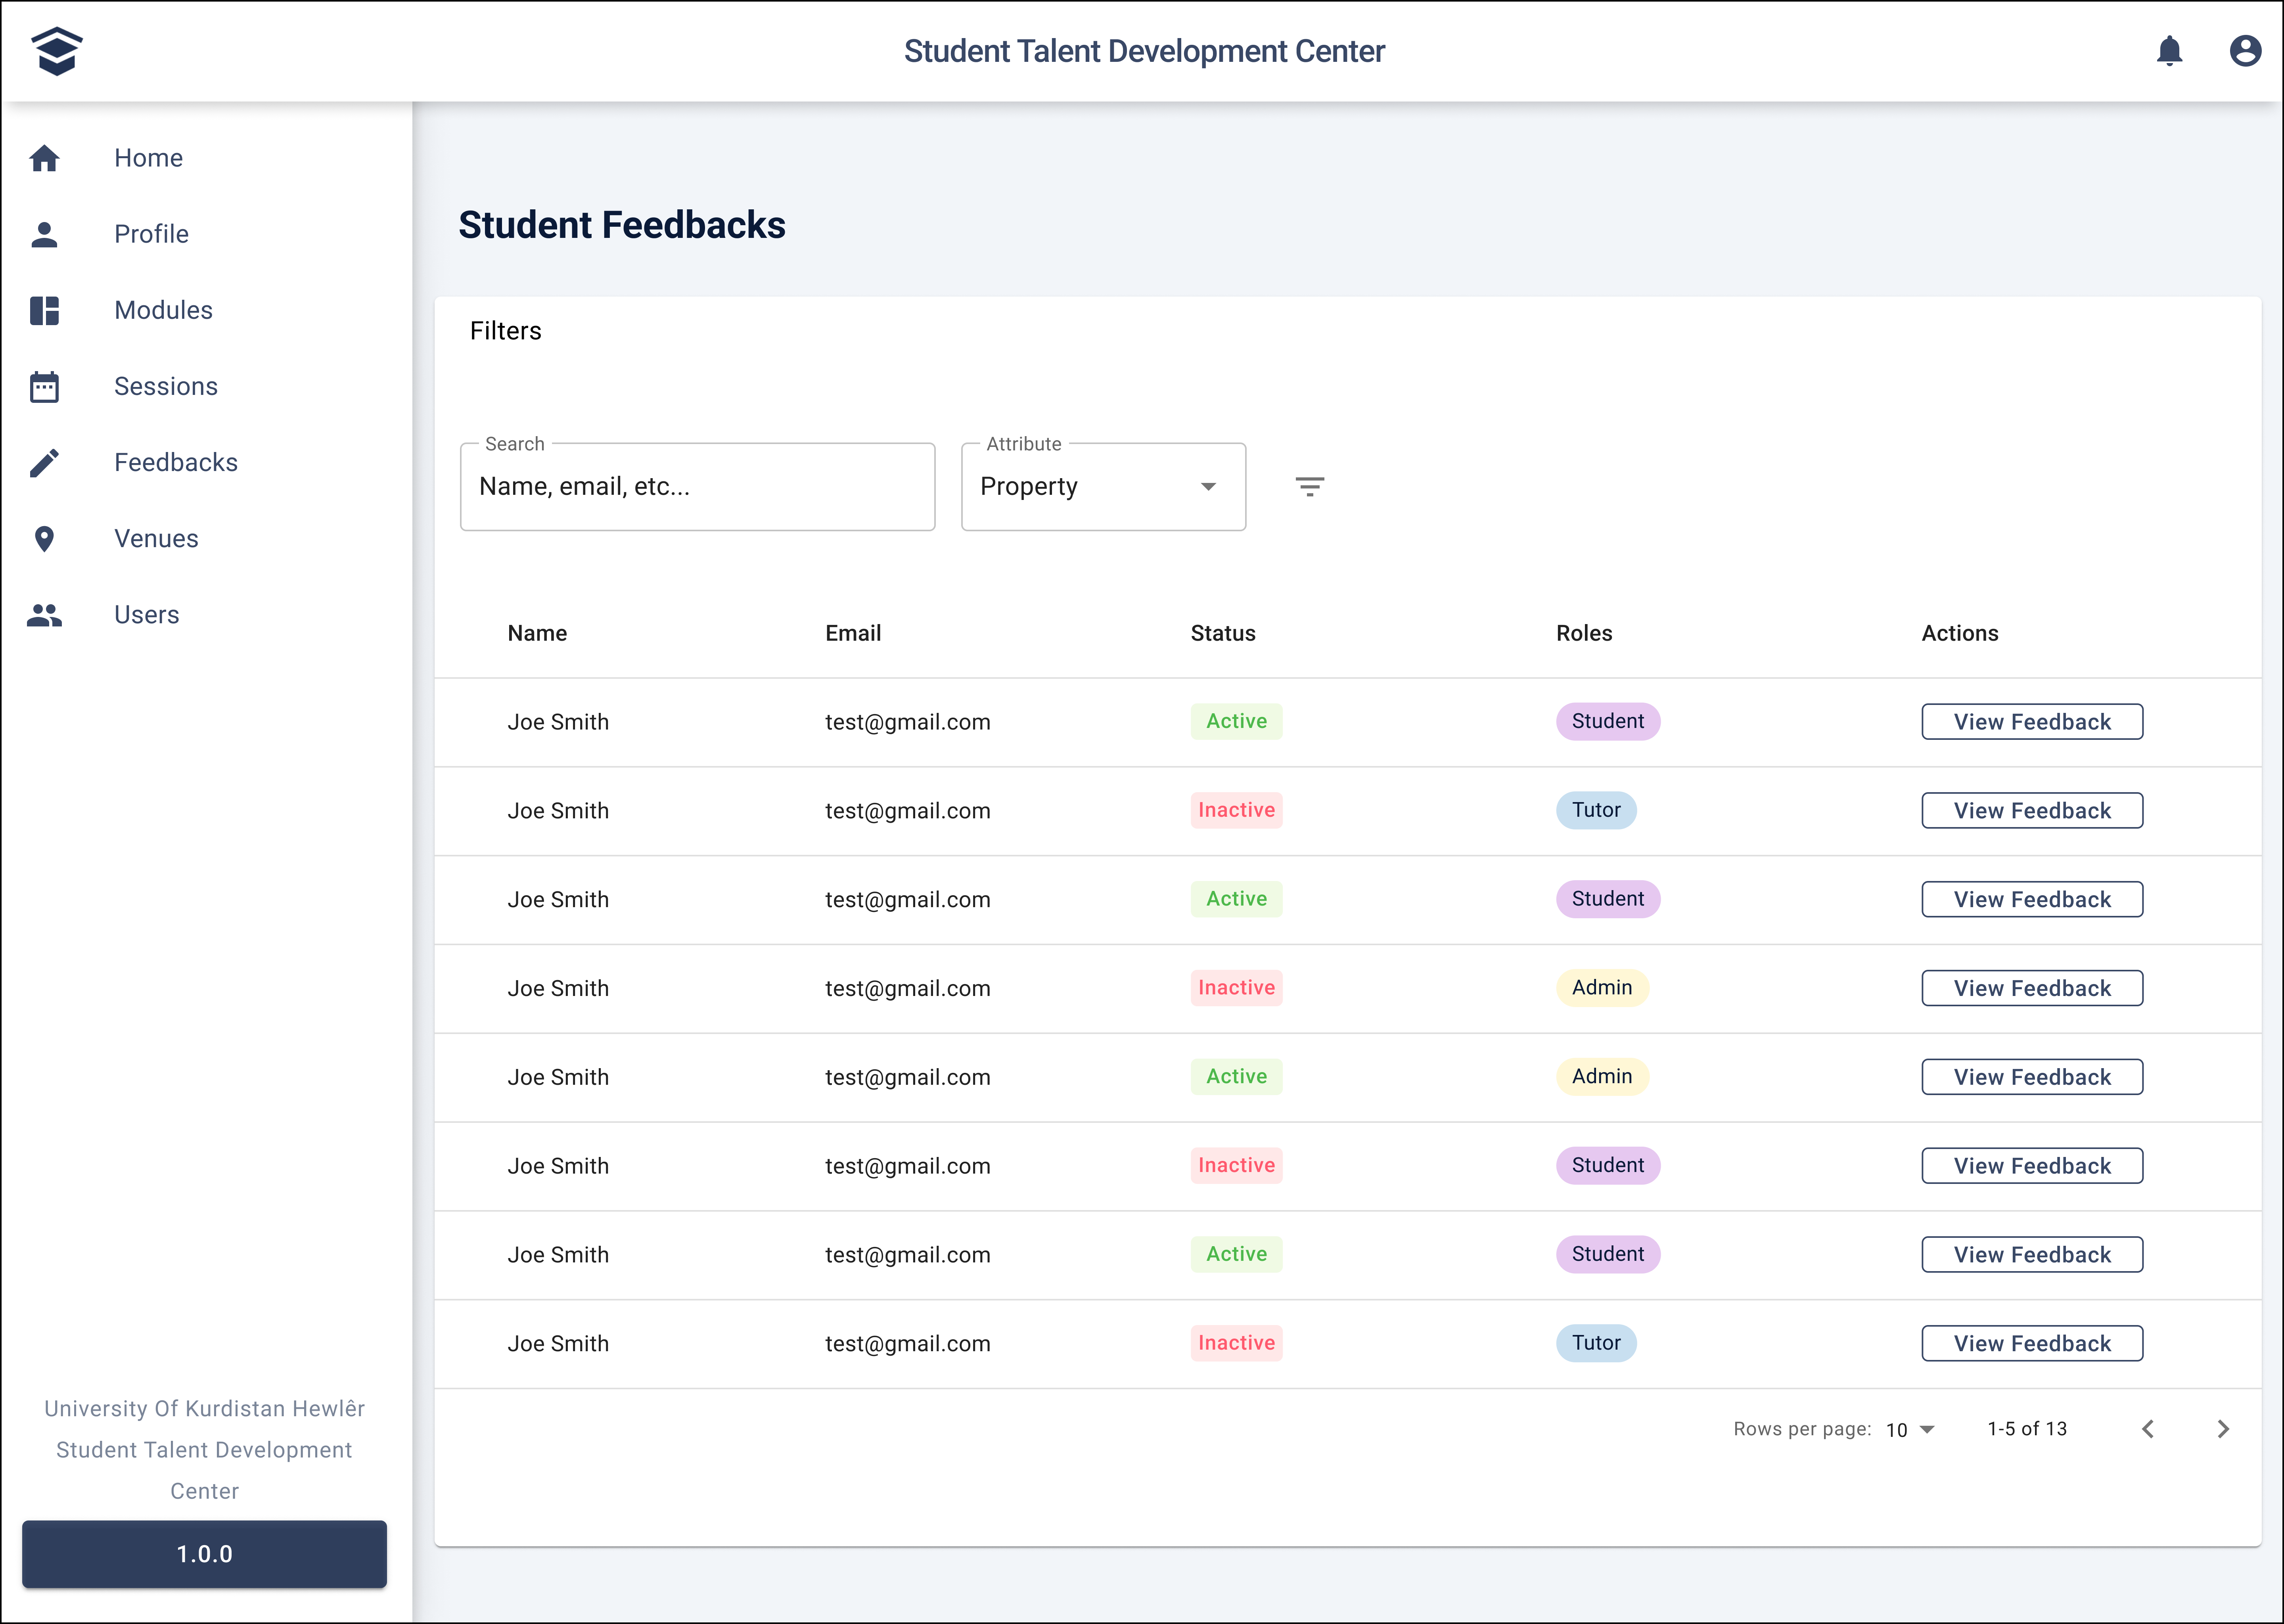 Student Talent Development Center
Home
Profile
Modules
Sessions
Feedbacks
Venues
Users
University Of Kurdistan Hewlêr
Student Talent Development
Center
1.0.0
Student Feedbacks
Filters
Search
Name, email, etc...
Attribute
Property
Name Email Status Roles Actions
Joe Smith test@gmail.com Active Student View Feedback
Joe Smith test@gmail.com Inactive Tutor View Feedback
Joe Smith test@gmail.com Active Student View Feedback
Joe Smith test@gmail.com Inactive Admin View Feedback
Joe Smith test@gmail.com Active Admin View Feedback
Joe Smith test@gmail.com Inactive Student View Feedback
Joe Smith test@gmail.com Active Student View Feedback
Joe Smith test@gmail.com Inactive Tutor View Feedback
Rows per page: 10 1-5 of 13